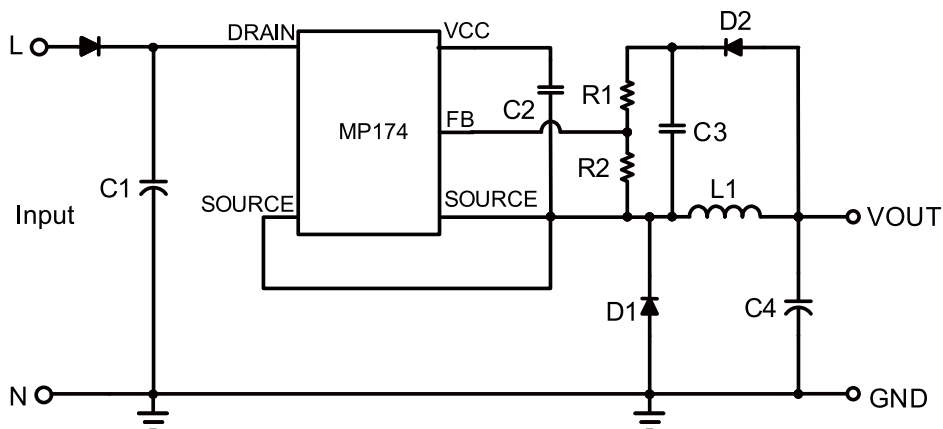 L
DRAIN
VCC
D2
R1
C2
FB
MP174
C3
R2
C1
L1
SOURCE
SOURCE
Input
VOUT
D1
C4
N
GND